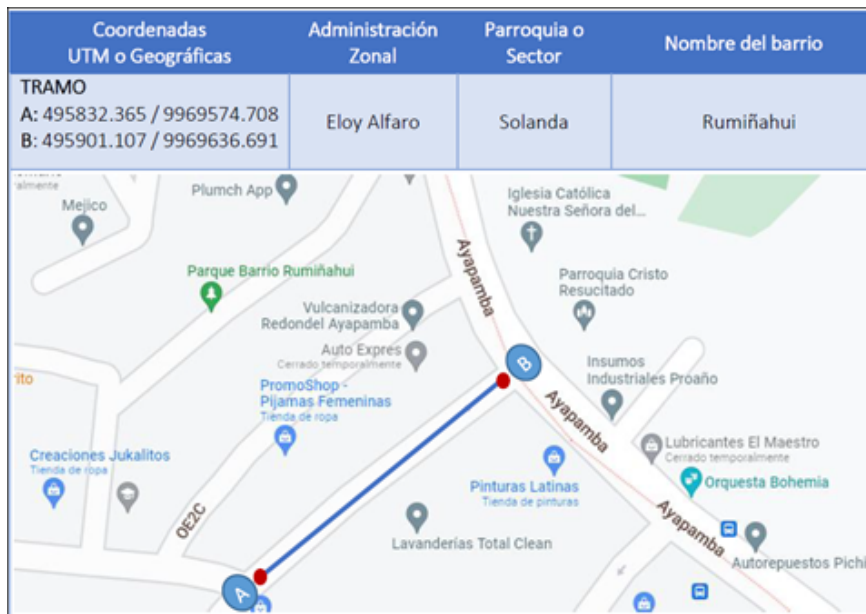 Coordenadas
UTM o Geográficas
Administración
Zonal
Parroquia o
Sector
Nombre del barrio
TRAMO
A: 495832.365 / 9969574.708
B: 495901.107 / 9969636.691
Eloy Alfaro
Solanda
Rumiñahui
Plumch App
Mejico
Iglesia Católica
Nuestra Señora del...
Ayapamba
Parque Barrio Rumiñahui
Parroquia Cristo
Resucitado
Vulcanizadora
Redondel Ayapamba
Auto Expres
Cerrado temporalmente
B
Insumos
Industriales Proaño
PromoShop -
Pijamas Femeninas
Tienda de ropa
Ayapamba
Creaciones Jukalitos
Tienda de ropa
Lubricantes El Maestro
Cerrado temporalmente
Pinturas Latinas
Tienda de pinturas
Orquesta Bohemia
OE2C
Ayapamba
Lavanderías Total Clean
Autorepuestos Pichi
A